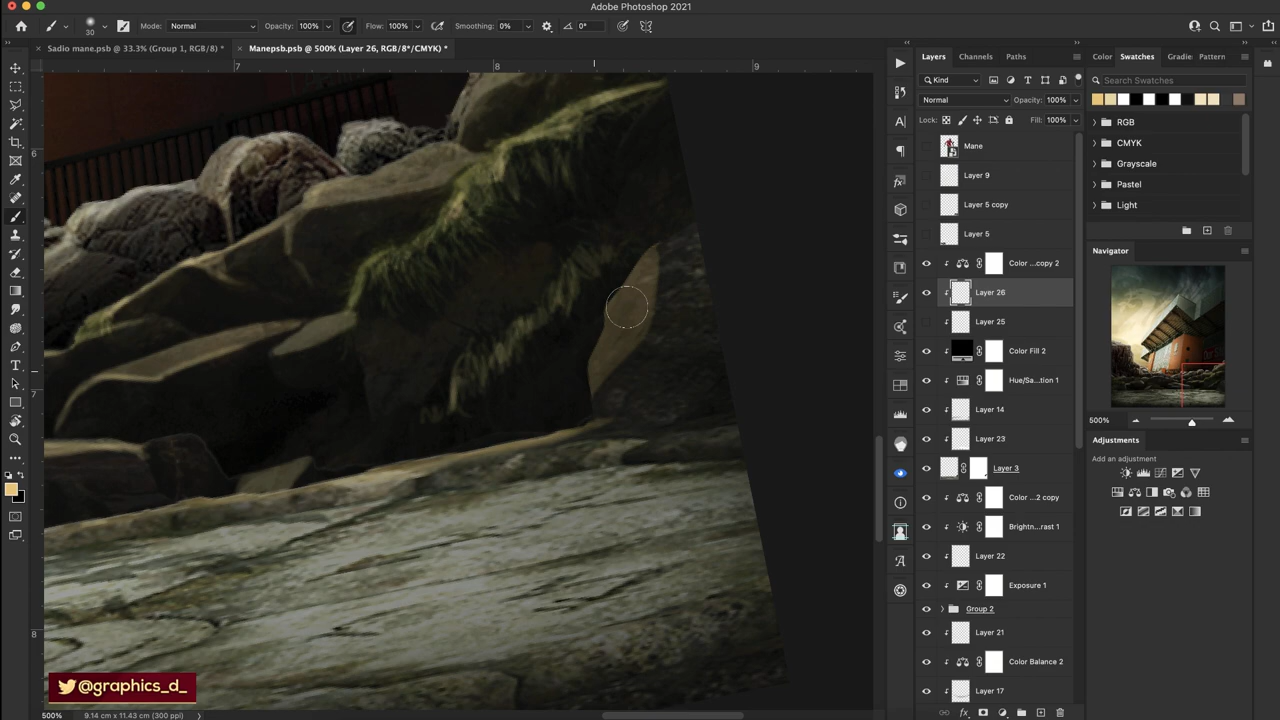 Adobe Photoshop 2021
30
Mode: Normal
Opacity: 100%
Flow: 100%
Smoothing: 0%
0°
Sadio mane.psb @ 33.3% (Group 1, RGB/8) *
Manepsb.psb @ 500% (Layer 26, RGB/8*/CMYK) *
7
8
9
6
7
8
Layers
Channels
Paths
Kind
Normal
Opacity: 100%
Lock:
Fill: 100%
Mane
Layer 9
Layer 5 copy
Layer 5
Color ...copy 2
Layer 26
Layer 25
Color Fill 2
Hue/Sa...tion 1
Layer 14
Layer 23
Layer 3
Color ...2 copy
Brightn...rast 1
Layer 22
Exposure 1
Group 2
Layer 21
Color Balance 2
Layer 17
Color
Swatches
Gradie
Pattern
Search Swatches
RGB
CMYK
Grayscale
Pastel
Light
Navigator
500%
Adjustments
Add an adjustment
@graphics_d_
500%
9.14 cm x 11.43 cm (300 ppi)